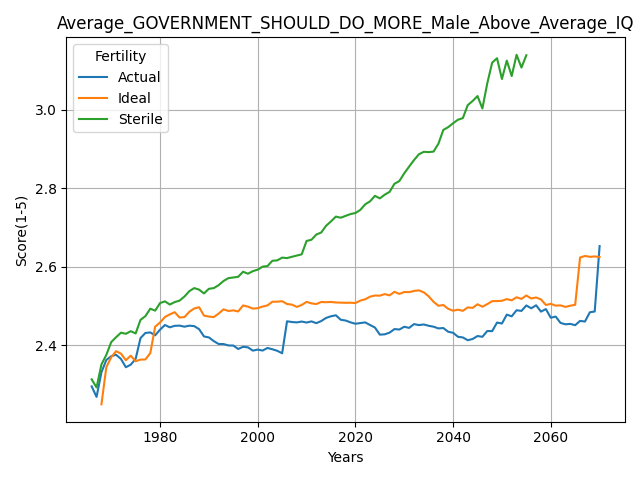 Average_GOVERNMENT_SHOULD_DO_MORE_Male_Above_Average_IQ
Fertility
Actual
Ideal
Sterile
Score(1-5)
3.0
2.8
2.6
2.4
1980
2000
2020
2040
2060
Years